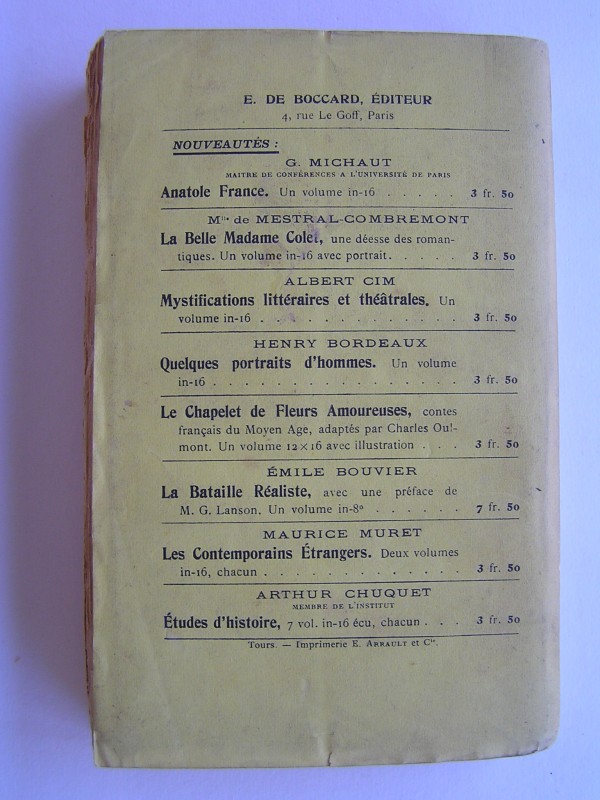 E. DE BOCCARD, ÉDITEUR
4, rue Le Goff, Paris
NOUVEAUTÉS :
G. MICHAUT
MAITRE DE CONFÉRENCES A L'UNIVERSITÉ DE PARIS
Anatole France. Un volume in-16 . . . . . 3 fr. 50
Mlle de MESTRAL-COMBREMONT
La Belle Madame Colet, une déesse des roman-
tiques. Un volume in-16 avec portrait. . . . . 3 fr. 50
ALBERT CIM
Mystifications littéraires et théâtrales. Un
volume in-16 . . . . . . . . . . . . . 3 fr. 50
HENRY BORDEAUX
Quelques portraits d'hommes. Un volume
in-16 . . . . . . . . . . . . . . . . 3 fr. 50
Le Chapelet de Fleurs Amoureuses, contes
français du Moyen Age, adaptés par Charles Oul-
mont. Un volume 12×16 avec illustration . . . 3 fr. 50
ÉMILE BOUVIER
La Bataille Réaliste, avec une préface de
M. G. Lanson. Un volume in-8º . . . . . . 7 fr. 50
MAURICE MURET
Les Contemporains Étrangers. Deux volumes
in-16, chacun . . . . . . . . . . . . . 3 fr. 50
ARTHUR CHUQUET
MEMBRE DE L'INSTITUT
Études d'histoire, 7 vol. in-16 écu, chacun . . . 3 fr. 50
Tours. — Imprimerie E. ARRAULT et Cie.